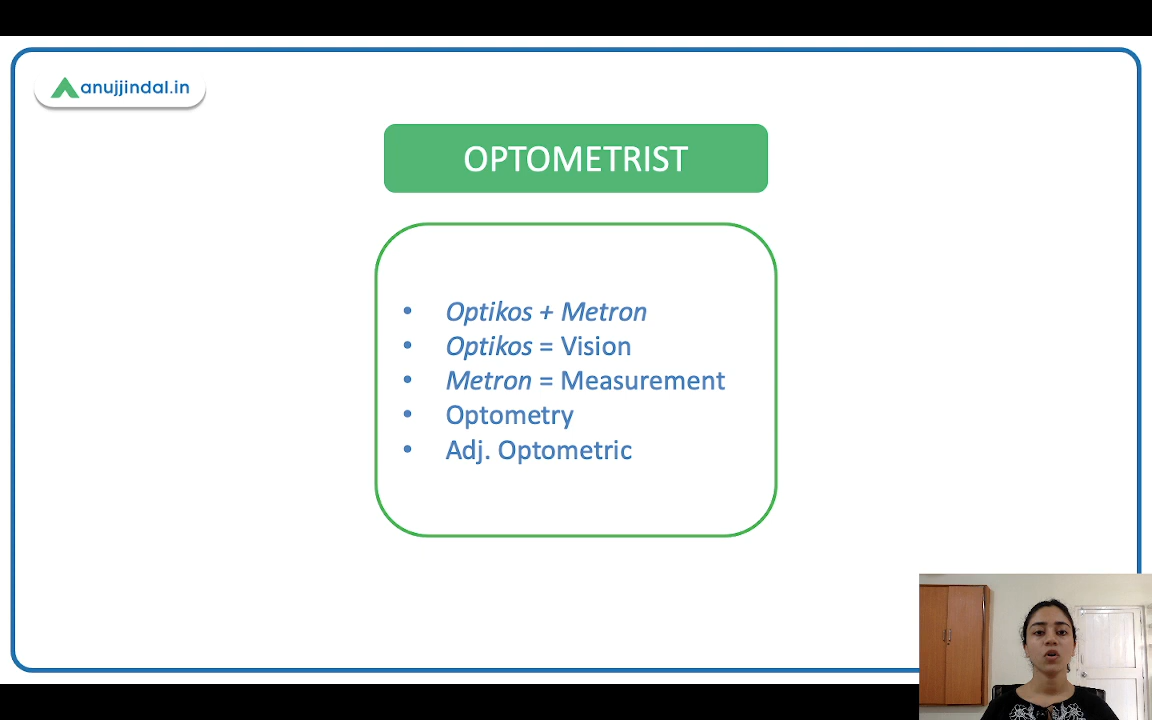 anujjindal.in
OPTOMETRIST
• Optikos + Metron
• Optikos = Vision
• Metron = Measurement
• Optometry
• Adj. Optometric